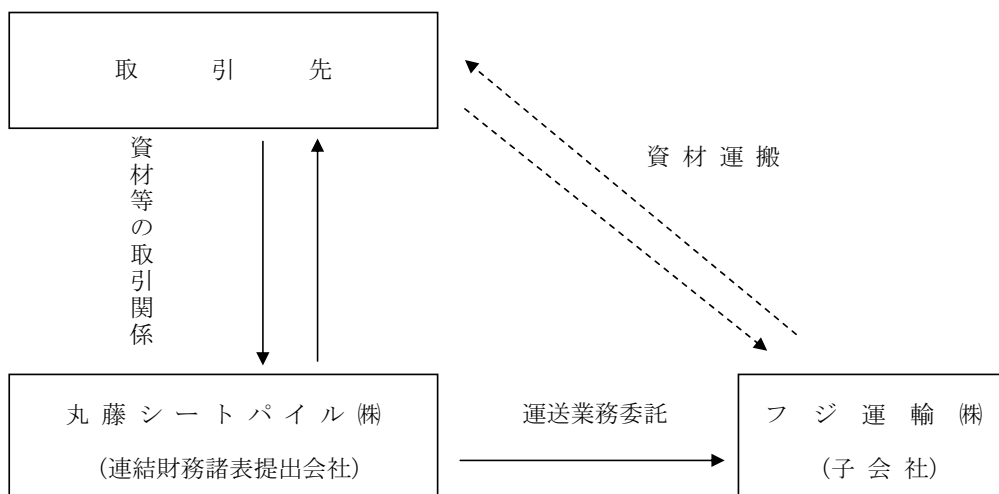 取引先
資材等の取引関係
資材運搬
丸藤シートパイル㈱
(連結財務諸表提出会社)
運送業務委託
フジ運輸㈱
(子会社)